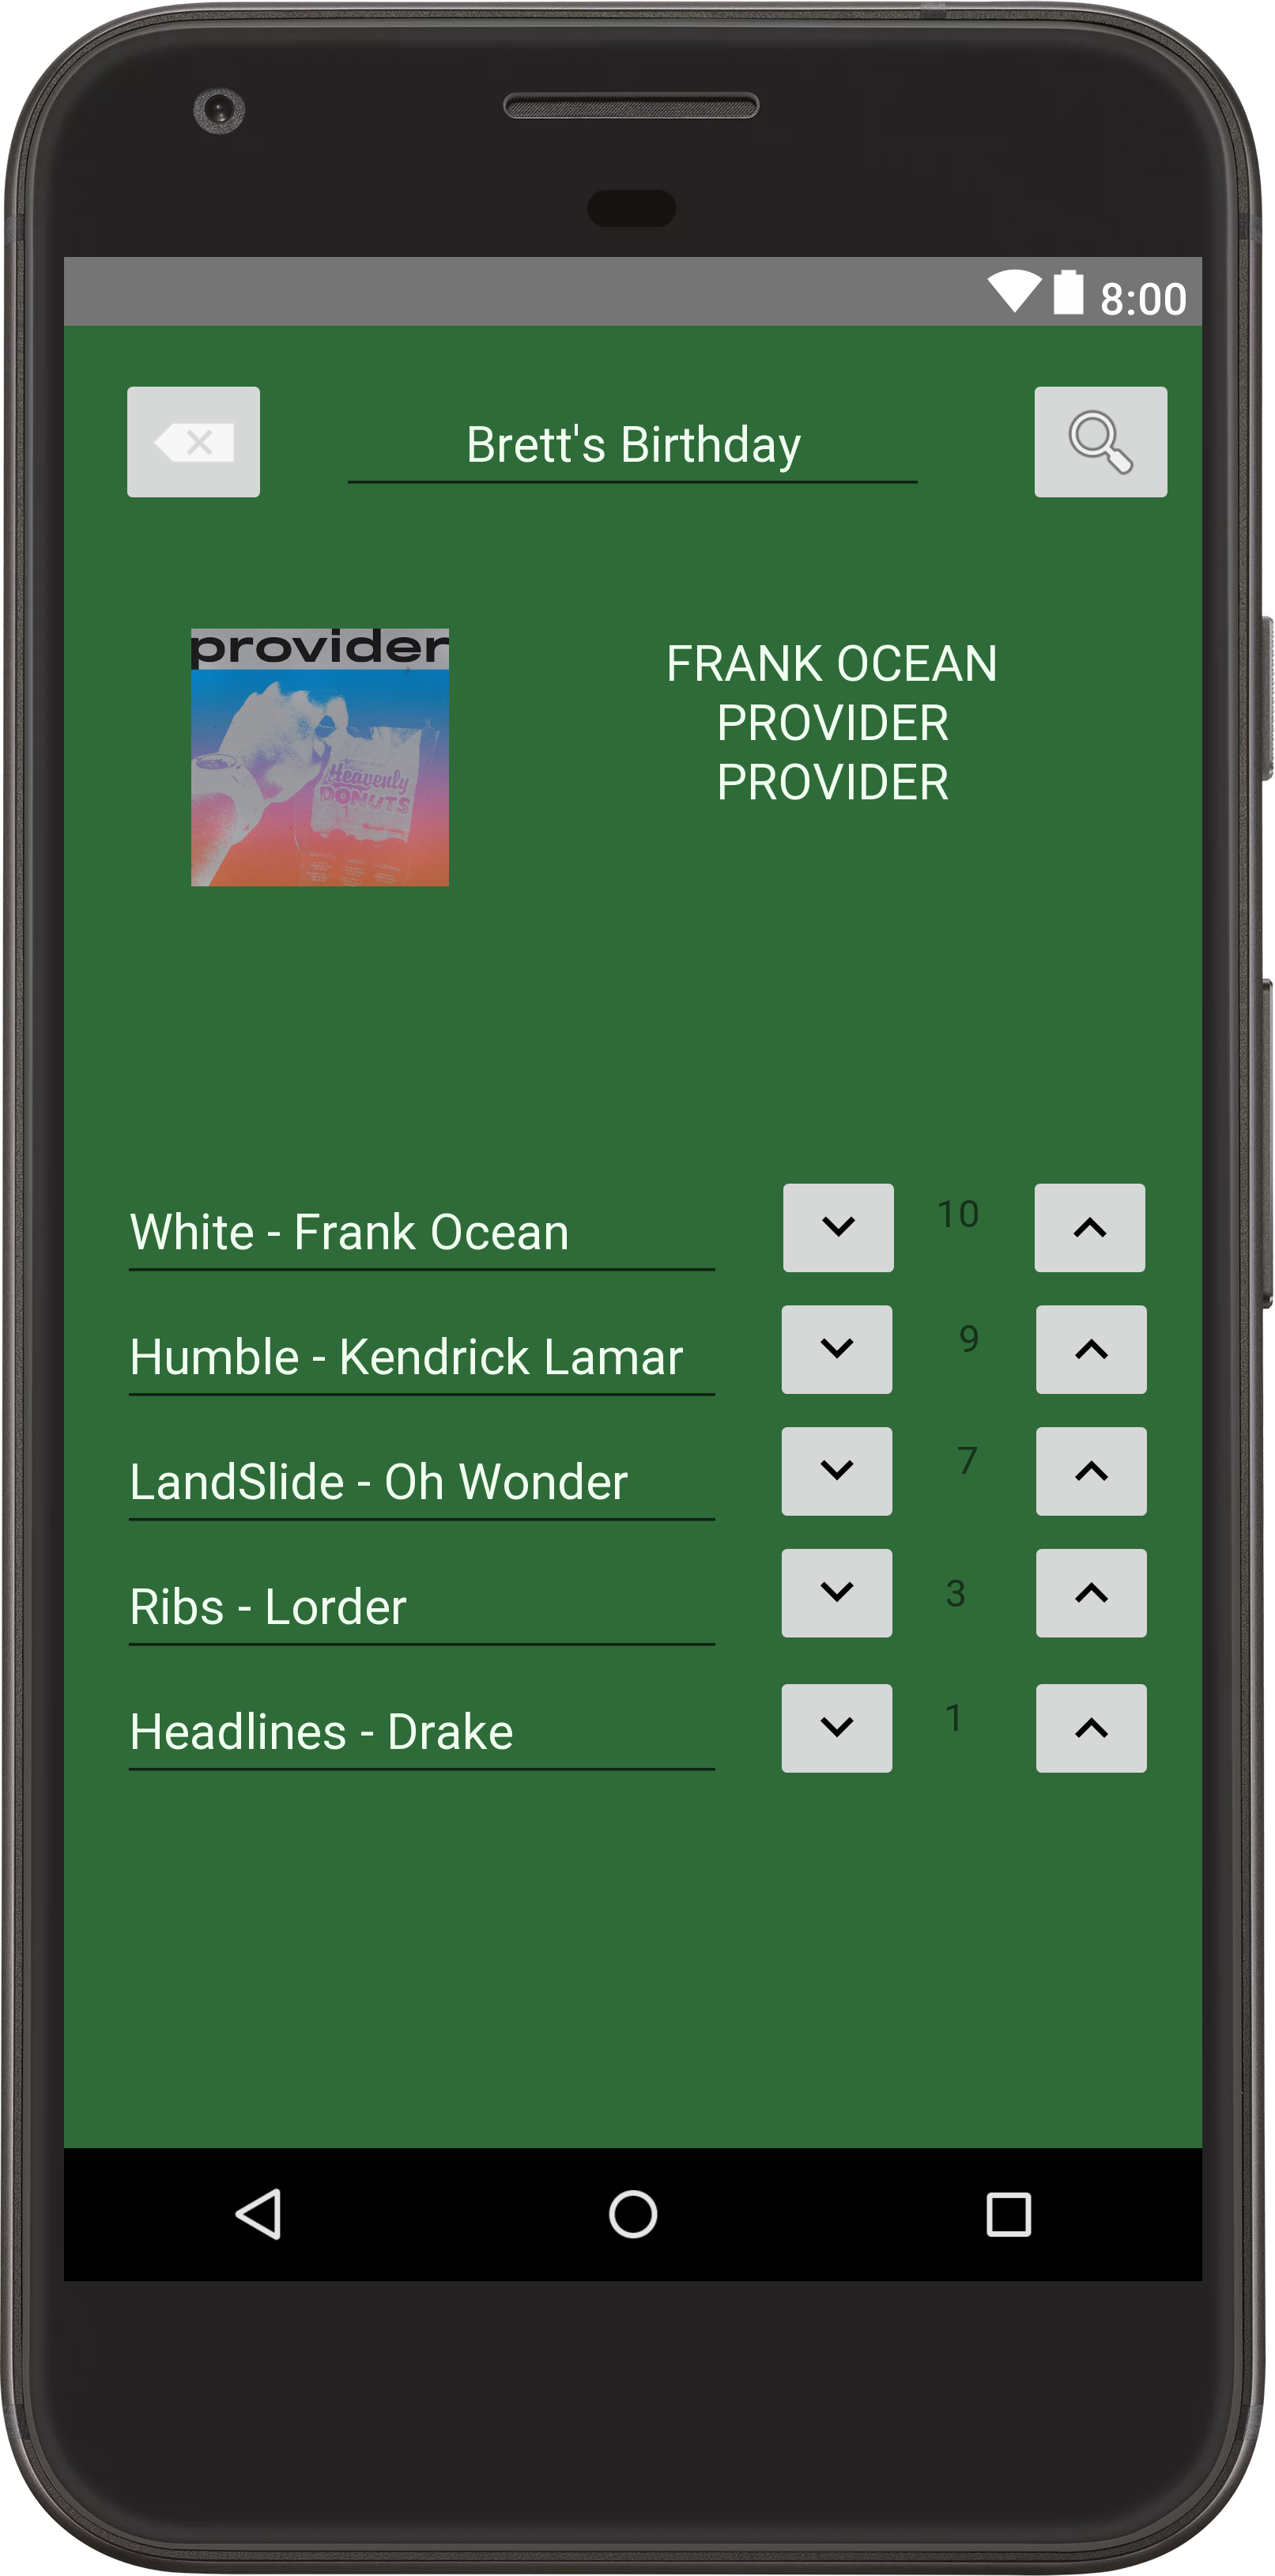 8:00
Brett's Birthday
provider
Heavenly
DONUTS
FRANK OCEAN
PROVIDER
PROVIDER
White - Frank Ocean 10
Humble - Kendrick Lamar 9
LandSlide - Oh Wonder 7
Ribs - Lorder 3
Headlines - Drake 1